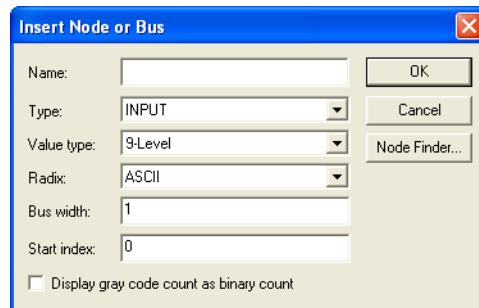 Insert Node or Bus
Name:
OK
Type: INPUT
Cancel
Value type: 9-Level
Node Finder...
Radix: ASCII
Bus width: 1
Start index: 0
Display gray code count as binary count